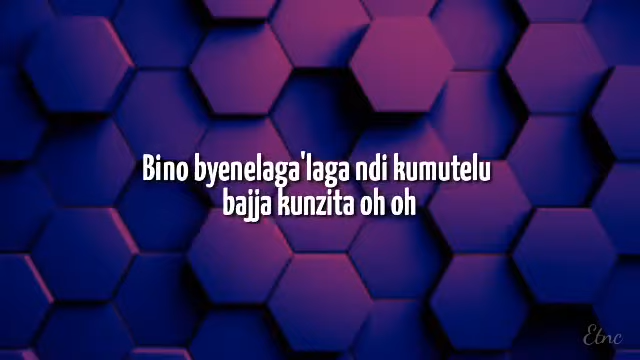 Bino byenelaga'laga ndi kumutelu
bajja kunzita oh oh
Etnc